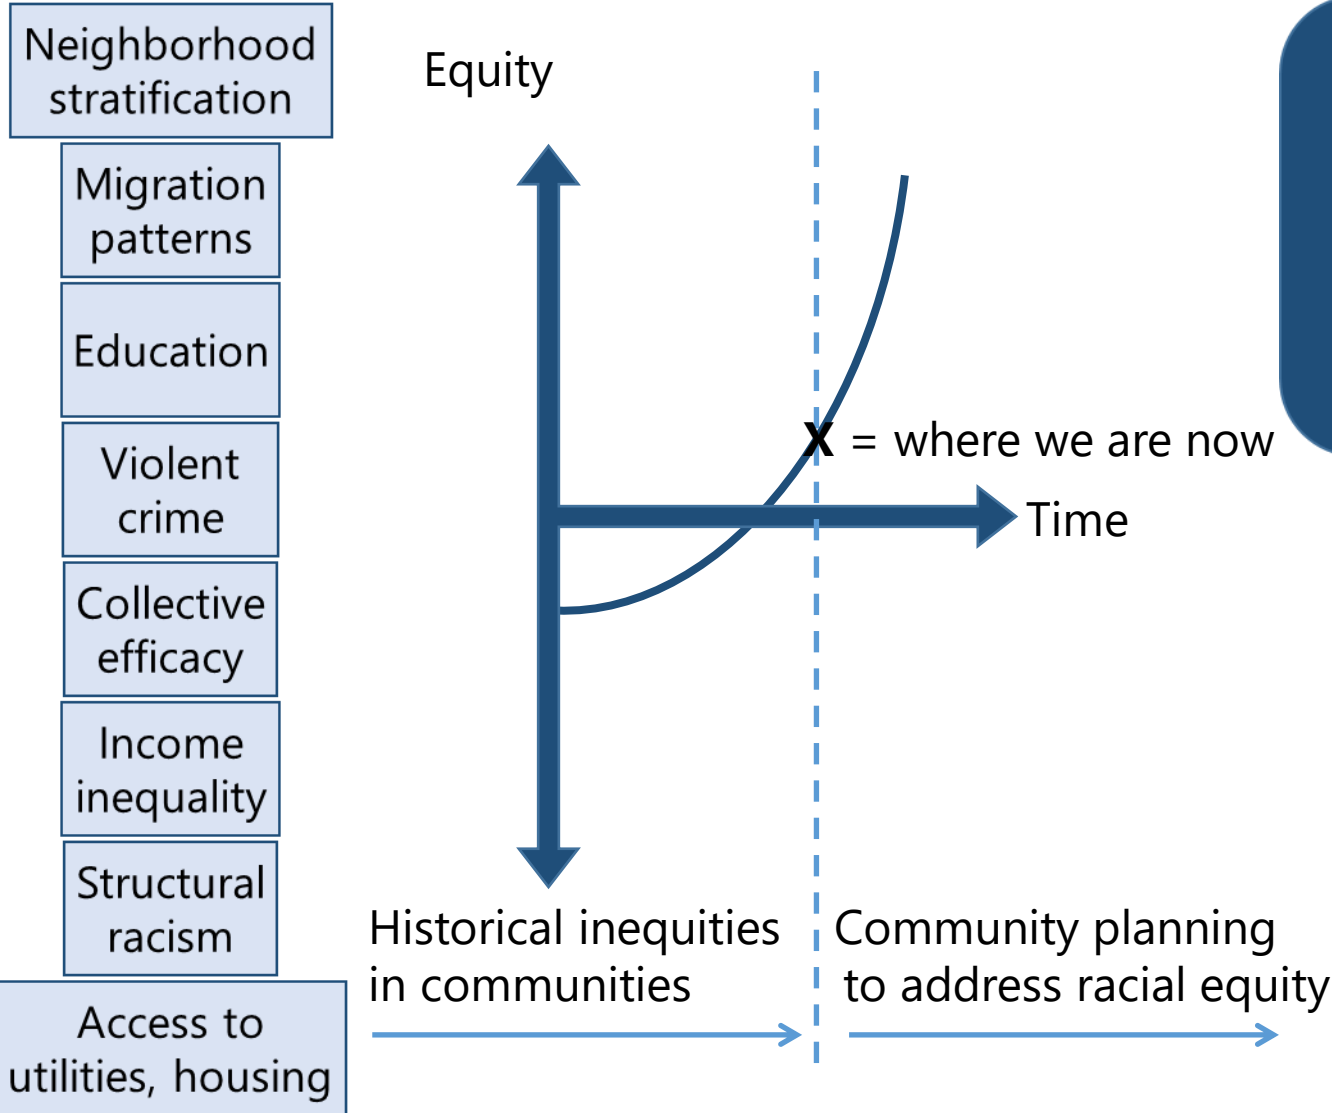 Neighborhood
stratification
Migration
patterns
Education
Violent
crime
Collective
efficacy
Income
inequality
Structural
racism
Access to
utilities, housing
Equity
X = where we are now
Time
Historical inequities
in communities
Community planning
to address racial equity